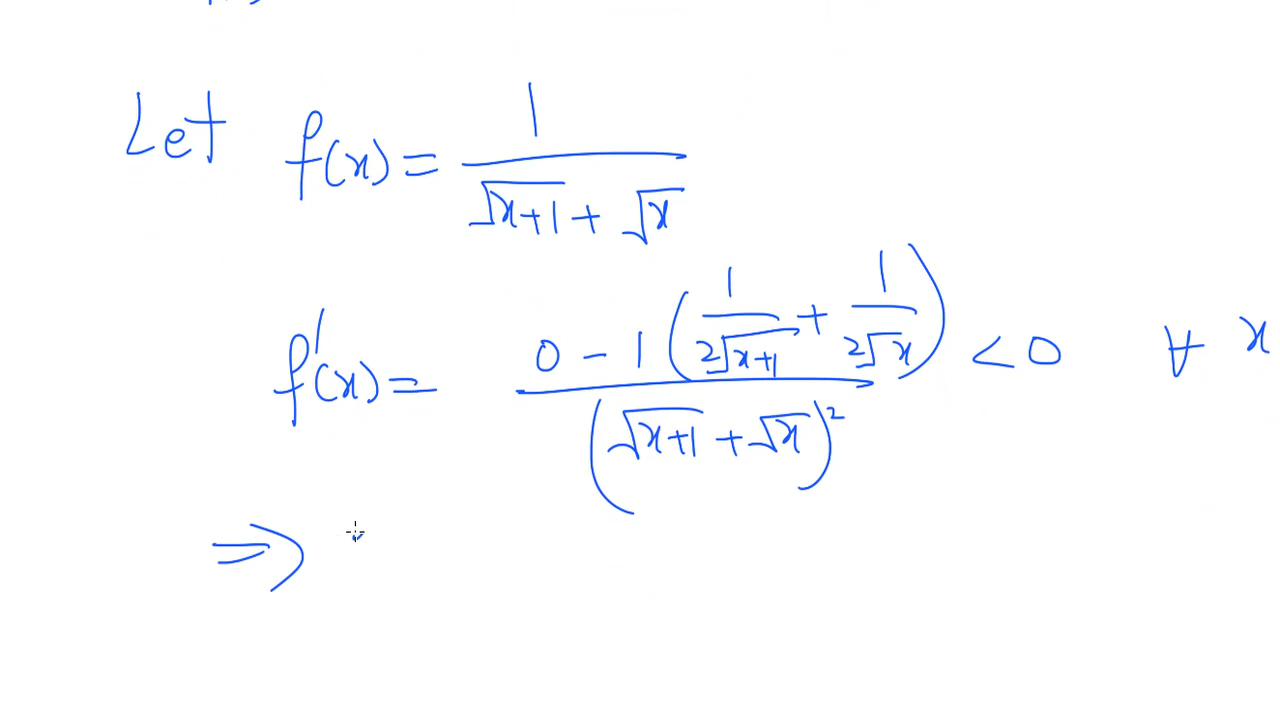 Let f(x) = 1 / (√(x+1) + √x)
f'(x) = (0 - 1 (1/(2√(x+1)) + 1/(2√x))) / (√(x+1) + √x)² < 0 ∀ x
⇒